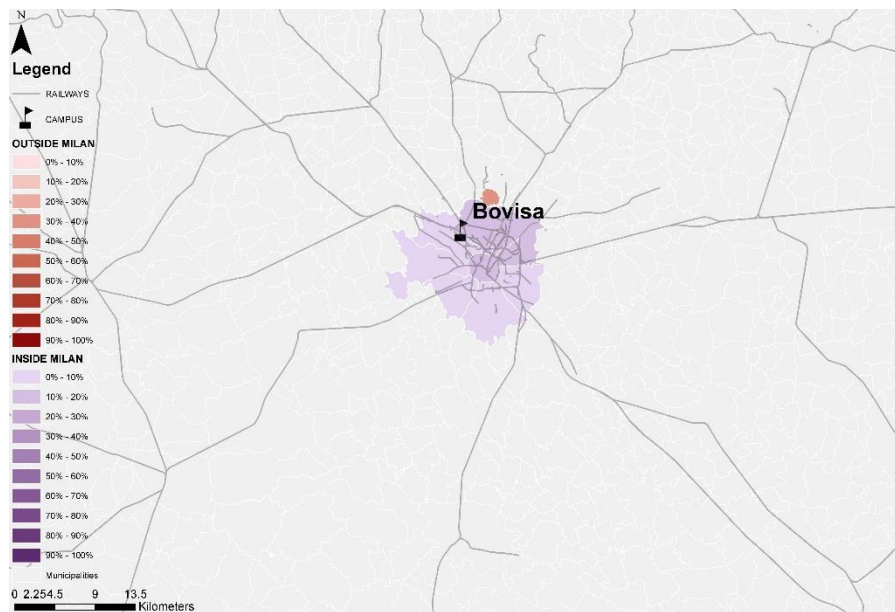 N
Legend
RAILWAYS
CAMPUS
OUTSIDE MILAN
0% - 10%
10% - 20%
20% - 30%
30% - 40%
40% - 50%
50% - 60%
60% - 70%
70% - 80%
80% - 90%
90% - 100%
INSIDE MILAN
0% - 10%
10% - 20%
20% - 30%
30% - 40%
40% - 50%
50% - 60%
60% - 70%
70% - 80%
80% - 90%
90% - 100%
Municipalities
0 2.254.5 9 13.5
Kilometers
Bovisa